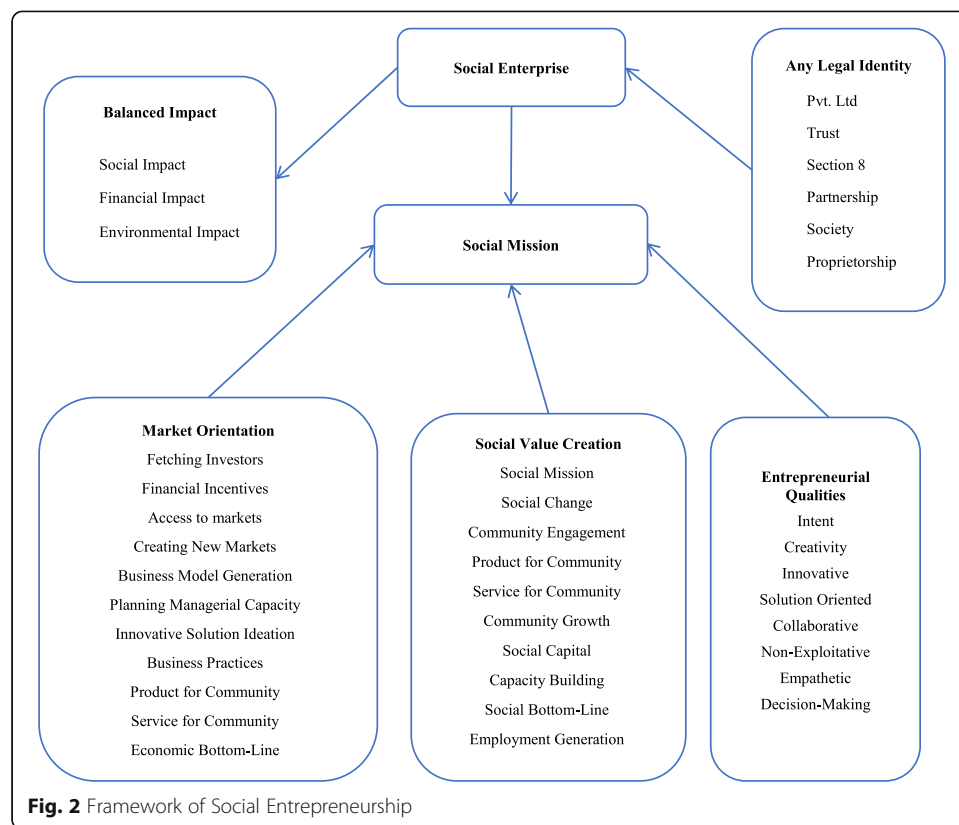 Social Enterprise
Balanced Impact
Social Impact
Financial Impact
Environmental Impact
Any Legal Identity
Pvt. Ltd
Trust
Section 8
Partnership
Society
Proprietorship
Social Mission
Market Orientation
Fetching Investors
Financial Incentives
Access to markets
Creating New Markets
Business Model Generation
Planning Managerial Capacity
Innovative Solution Ideation
Business Practices
Product for Community
Service for Community
Economic Bottom-Line
Social Value Creation
Social Mission
Social Change
Community Engagement
Product for Community
Service for Community
Community Growth
Social Capital
Capacity Building
Social Bottom-Line
Employment Generation
Entrepreneurial
Qualities
Intent
Creativity
Innovative
Solution Oriented
Collaborative
Non-Exploitative
Empathetic
Decision-Making
Fig. 2 Framework of Social Entrepreneurship